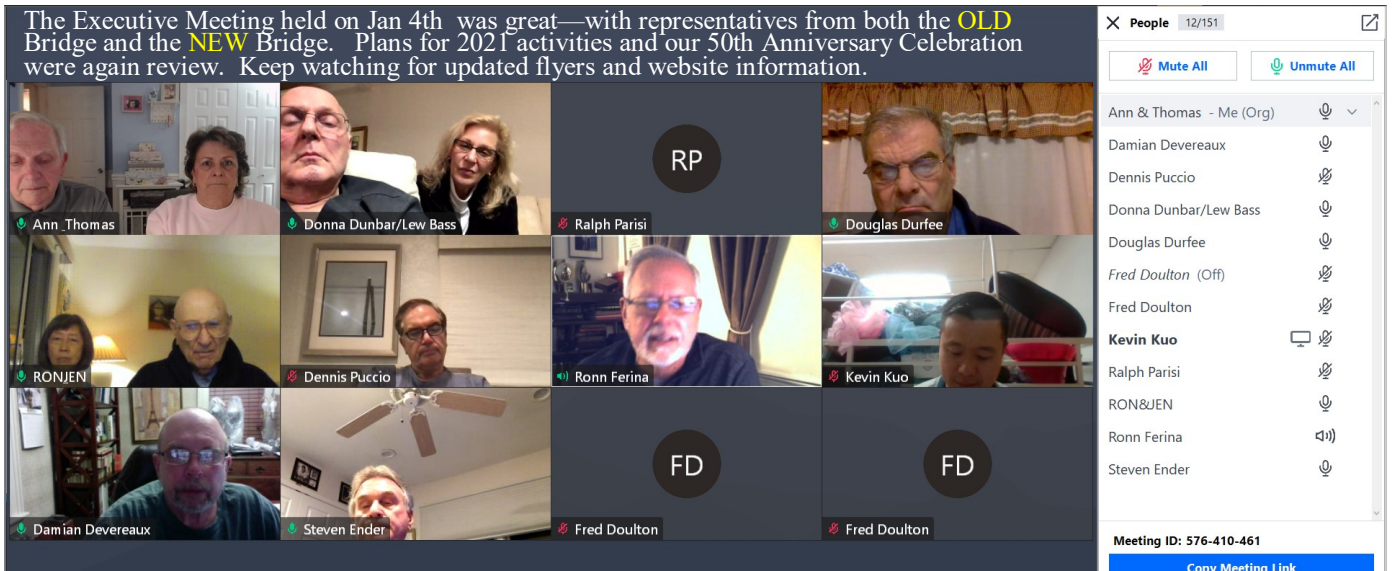 The Executive Meeting held on Jan 4th was great—with representatives from both the OLD
Bridge and the NEW Bridge. Plans for 2021 activities and our 50th Anniversary Celebration
were again review. Keep watching for updated flyers and website information.
Ann_Thomas
Donna Dunbar/Lew Bass
RP
Ralph Parisi
Douglas Durfee
RONJEN
Dennis Puccio
Ronn Ferina
Kevin Kuo
Damian Devereaux
Steven Ender
FD
Fred Doulton
FD
Fred Doulton
People 12/151
Mute All
Unmute All
Ann & Thomas - Me (Org)
Damian Devereaux
Dennis Puccio
Donna Dunbar/Lew Bass
Douglas Durfee
Fred Doulton (Off)
Fred Doulton
Kevin Kuo
Ralph Parisi
RON&JEN
Ronn Ferina
Steven Ender
Meeting ID: 576-410-461
Copy Meeting Link